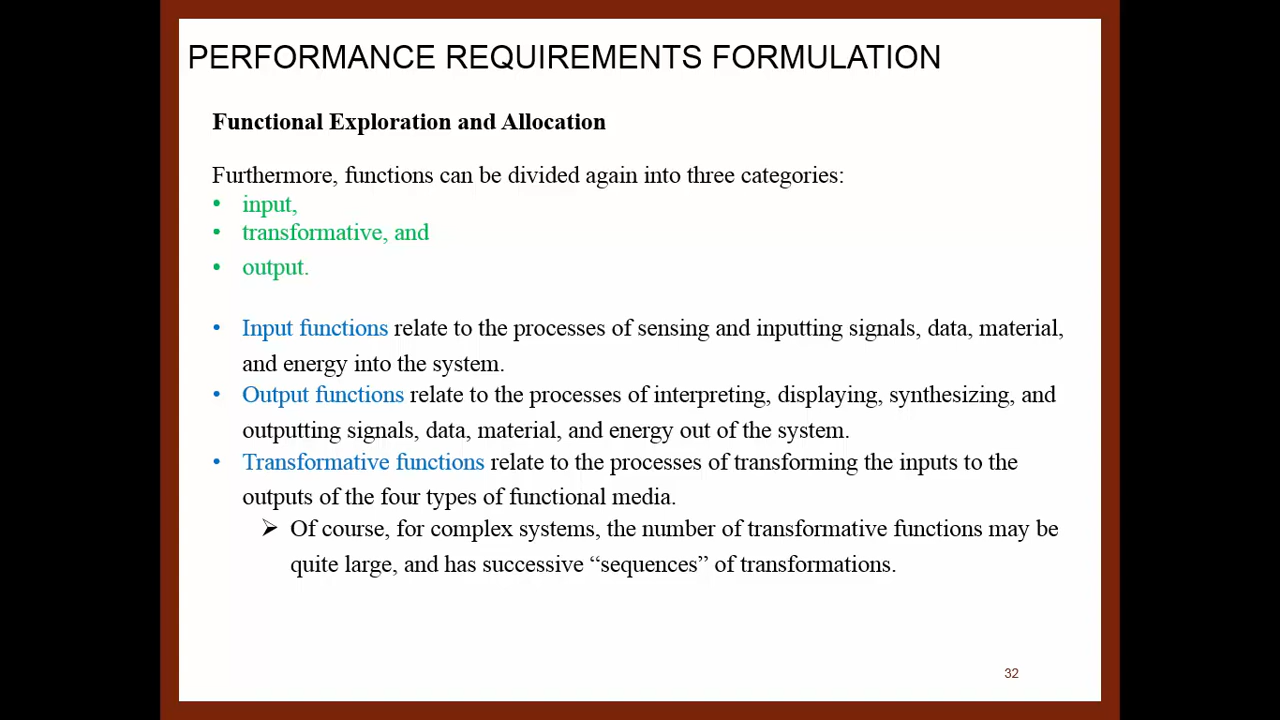 PERFORMANCE REQUIREMENTS FORMULATION
Functional Exploration and Allocation
Furthermore, functions can be divided again into three categories:
• input,
• transformative, and
• output.
• Input functions relate to the processes of sensing and inputting signals, data, material,
and energy into the system.
• Output functions relate to the processes of interpreting, displaying, synthesizing, and
outputting signals, data, material, and energy out of the system.
• Transformative functions relate to the processes of transforming the inputs to the
outputs of the four types of functional media.
➢ Of course, for complex systems, the number of transformative functions may be
quite large, and has successive “sequences” of transformations.
32